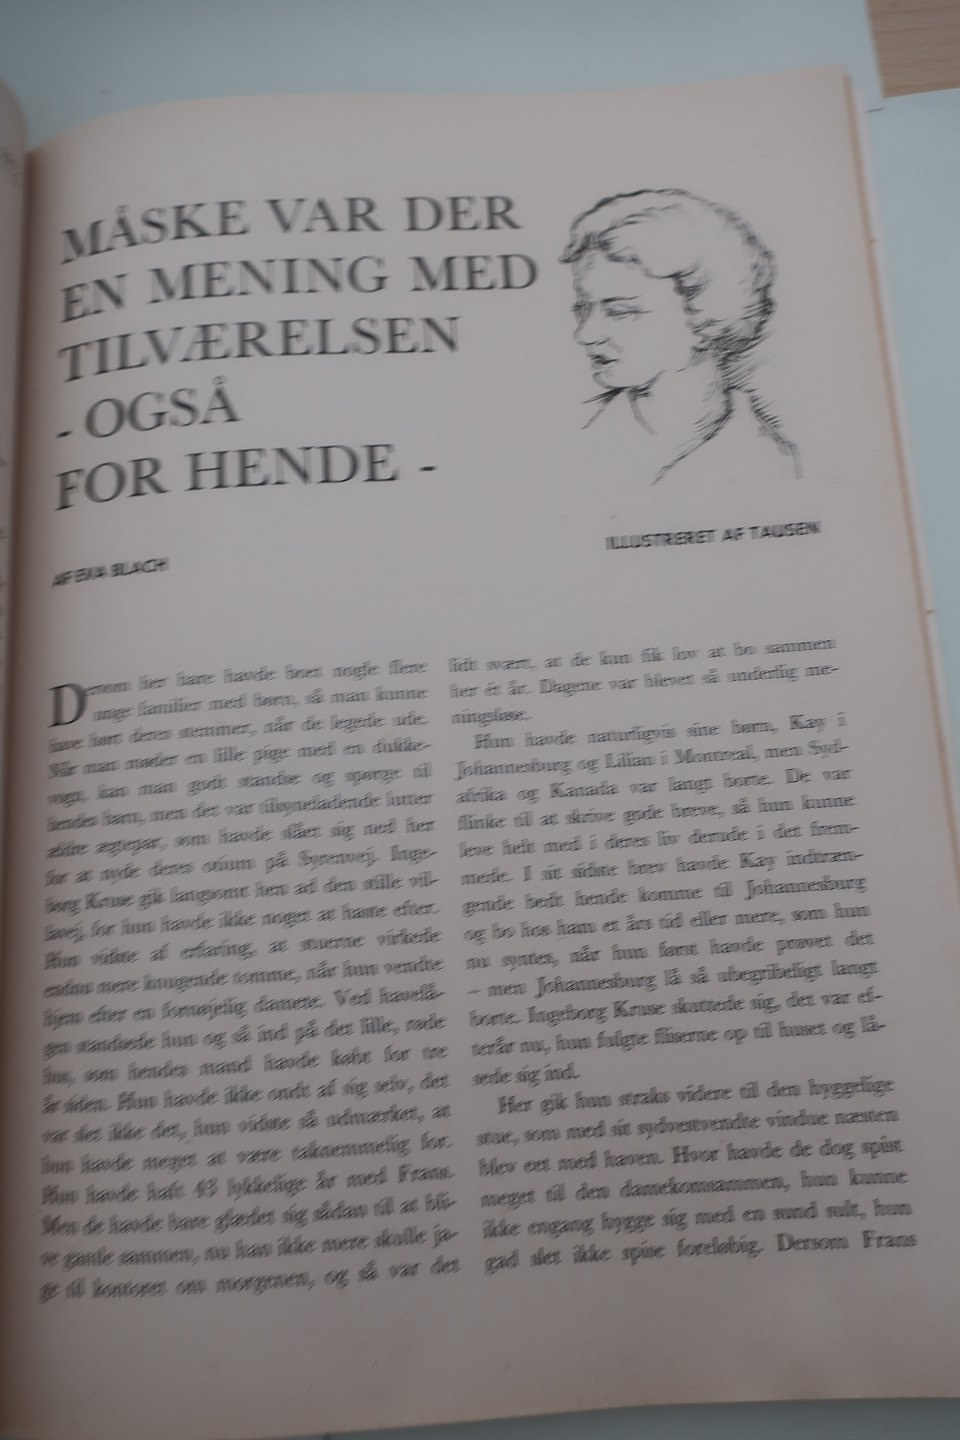 MÅSKE VAR DER
EN MENING MED
TILVÆRELSEN
- OGSÅ
FOR HENDE -
AF EVA BLACH
ILLUSTRERET AF TAUSEN
Dersom her bare havde boet nogle flere
unge familier med børn, så man kunne
have hørt deres stemmer, når de legede ude.
Når man møder en lille pige med en dukke-
vogn, kan man godt standse og spørge til
hendes barn, men det var tilsyneladende lutter
ældre ægtepar, som havde slået sig ned her
for at nyde deres otium på Syrenvej. Inge-
borg Kruse gik langsomt hen ad den stille vil-
lavej, for hun havde ikke noget at haste efter.
Hun vidste af erfaring, at stuerne virkede
endnu mere knugende tomme, når hun vendte
hjem efter en fornøjelig damete. Ved havelå-
gen standsede hun og så ind på det lille, røde
hus, som hendes mand havde købt for tre
år siden. Hun havde ikke ondt af sig selv, det
var det ikke det, hun vidste så udmærket, at
hun havde meget at være taknemmelig for.
Hun havde haft 43 lykkelige år med Frans.
Men de havde bare glædet sig sådan til at bli-
ve gamle sammen, nu han ikke mere skulle ja-
ge til kontoret om morgenen, og så var det
lidt svært, at de kun fik lov at bo sammen
her ét år. Dagene var blevet så underlig me-
ningsløse.
Hun havde naturligvis sine børn, Kay i
Johannesburg og Lilian i Montreal, men Syd-
afrika og Kanada var langt borte. De var
flinke til at skrive gode breve, så hun kunne
leve helt med i deres liv derude i det frem-
mede. I sit sidste brev havde Kay indtræn-
gende bedt hende komme til Johannesburg
og bo hos ham et års tid eller mere, som hun
nu syntes, når hun først havde prøvet det
– men Johannesburg lå så ubegribeligt langt
borte. Ingeborg Kruse skuttede sig, det var ef-
terår nu, hun fulgte fliserne op til huset og lå-
sede sig ind.
Her gik hun straks videre til den hyggelige
stue, som med sit sydvestvendte vindue næsten
blev eet med haven. Hvor havde de dog spist
meget til den damekomsammen, hun kunne
ikke engang hygge sig med en sund sult, hun
gad slet ikke spise foreløbig. Dersom Frans